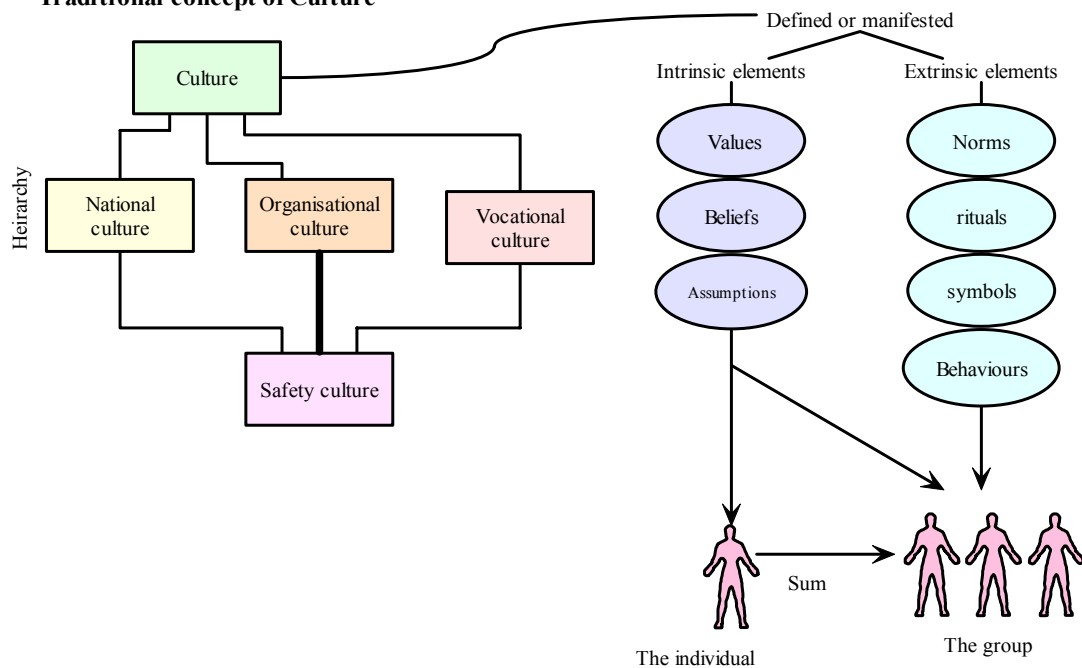 Traditional concept of Culture
Defined or manifested
Culture
Intrinsic elements
Extrinsic elements
Values
Norms
Heirarchy
National
culture
Organisational
culture
Vocational
culture
Beliefs
rituals
Assumptions
symbols
Safety culture
Behaviours
Sum
The individual
The group